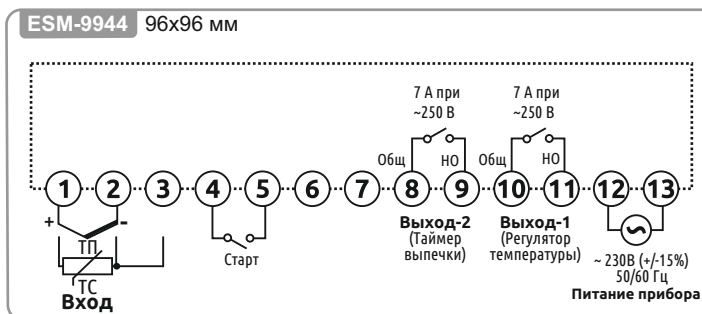 ESM-9944 96x96 мм
7 А при
~250 В
7 А при
~250 В
Общ
НО
Общ
НО
1 2 3 4 5 6 7 8 9 10 11 12 13
+
-
ТП
ТС
Вход
Старт
Выход-2
(Таймер
выпечки)
Выход-1
(Регулятор
температуры)
~ 230В (+/-15%)
50/60 Гц
Питание прибора